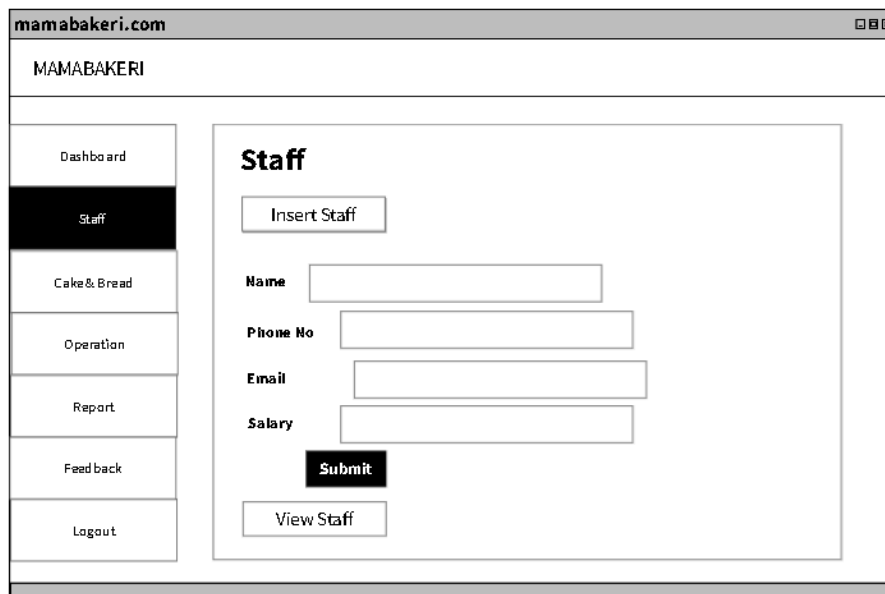 mamabakeri.com
MAMABAKERI
Dashboard
Staff
Cake & Bread
Operation
Report
Feedback
Logout
Staff
Insert Staff
Name
Phone No
Email
Salary
Submit
View Staff